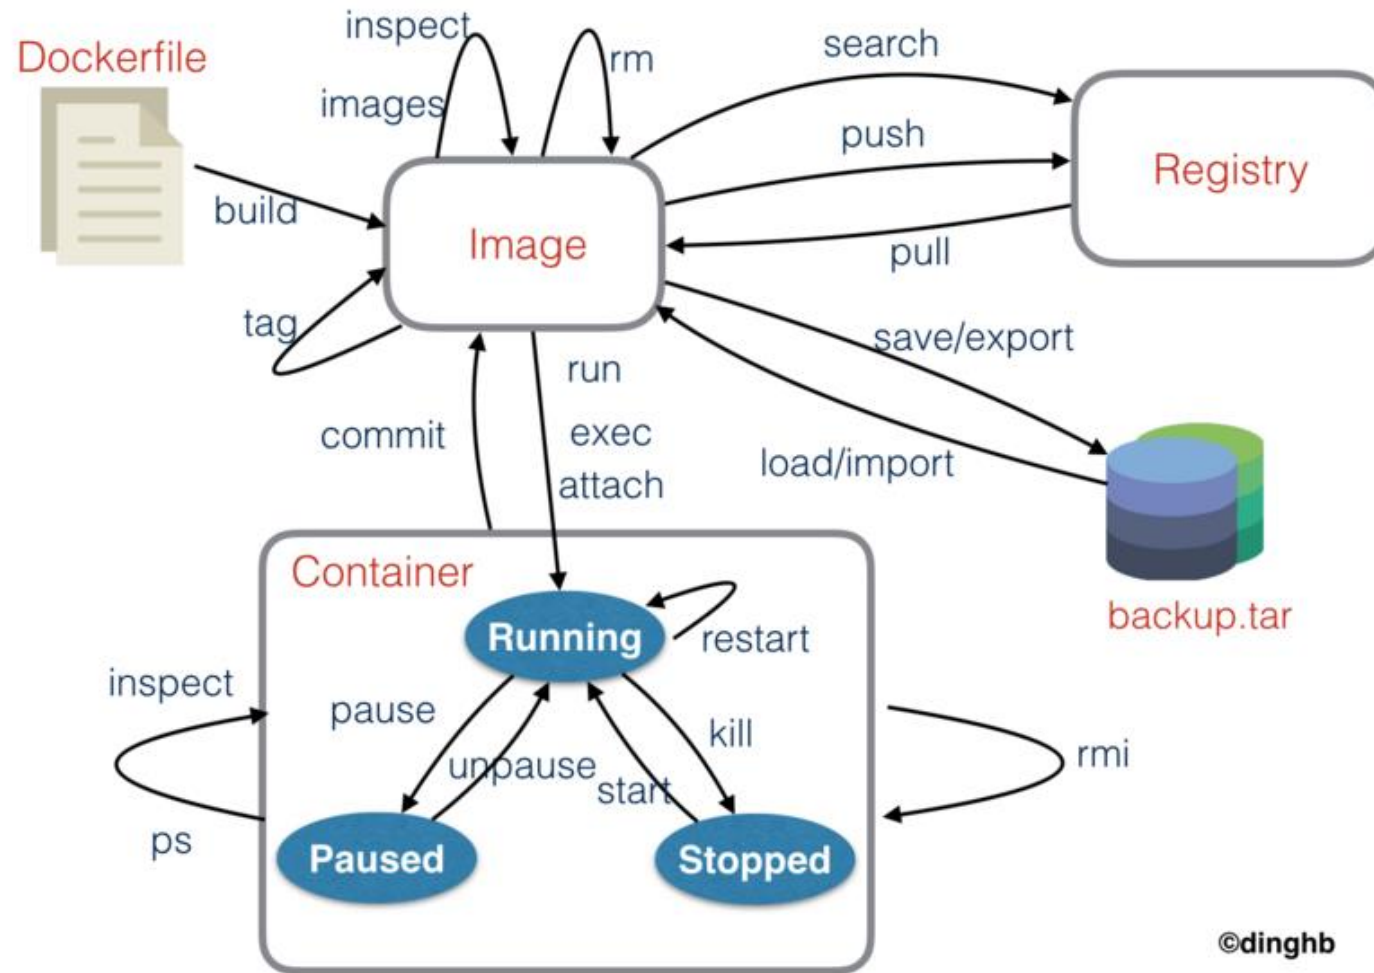 inspect
rm
search
Dockerfile
images
push
Registry
build
Image
pull
tag
save/export
run
commit
exec
load/import
attach
Container
backup.tar
Running
restart
inspect
pause
kill
rmi
unpause
start
ps
Paused
Stopped
©dinghb